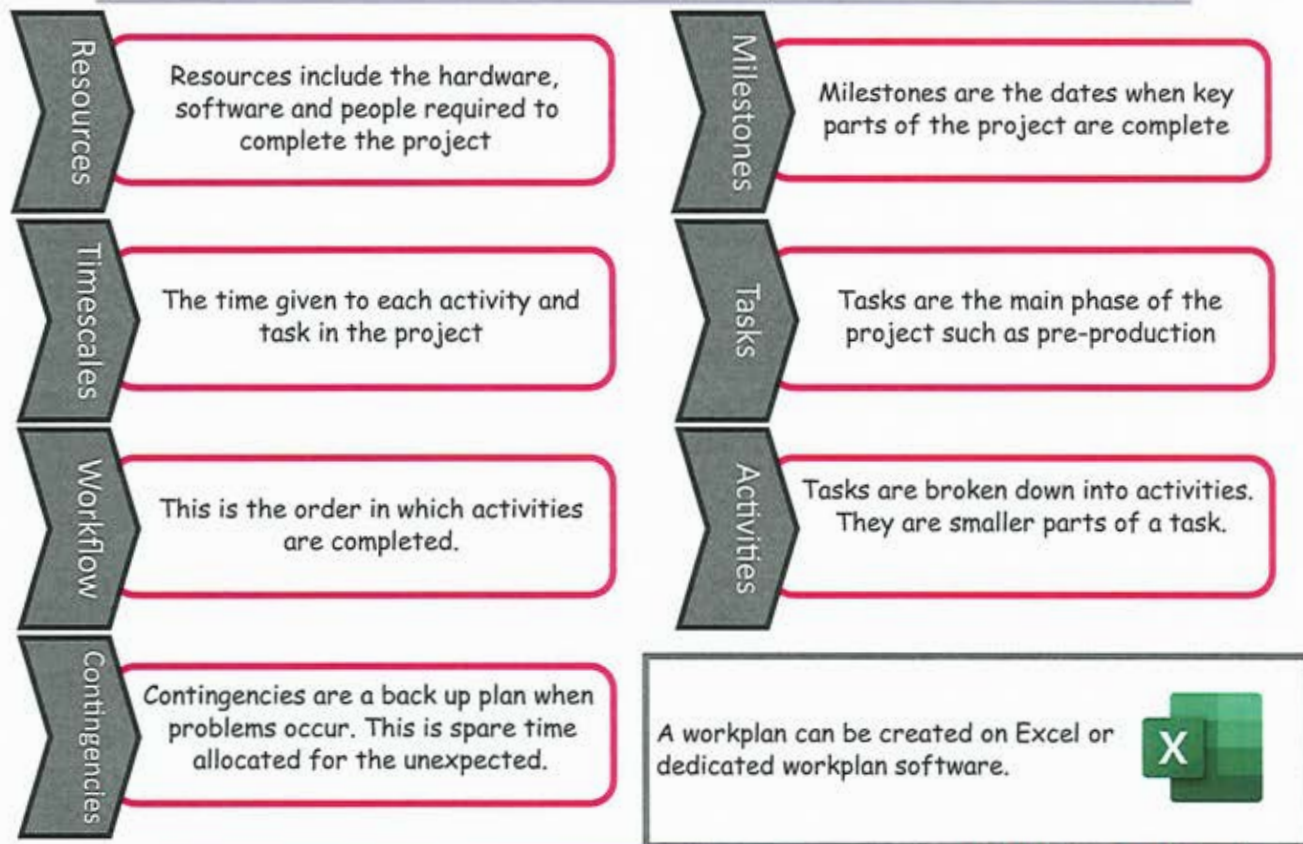 Resources
Resources include the hardware,
software and people required to
complete the project
Timescales
The time given to each activity and
task in the project
Workflow
This is the order in which activities
are completed.
Contingencies
Contingencies are a back up plan when
problems occur. This is spare time
allocated for the unexpected.
Milestones
Milestones are the dates when key
parts of the project are complete
Tasks
Tasks are the main phase of the
project such as pre-production
Activities
Tasks are broken down into activities.
They are smaller parts of a task.
A workplan can be created on Excel or
dedicated workplan software.
X